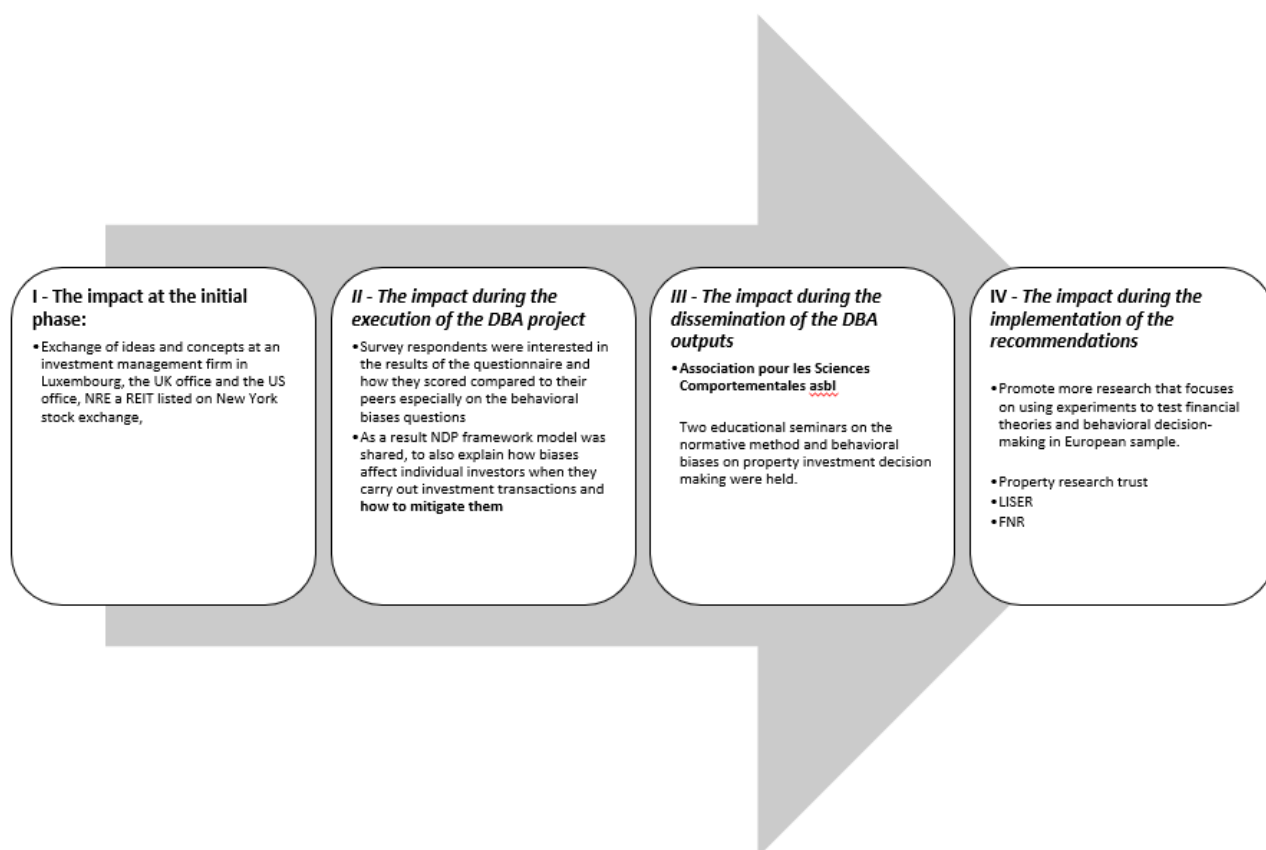 I - The impact at the initial
phase:
•Exchange of ideas and concepts at an
investment management firm in
Luxembourg, the UK office and the US
office, NRE a REIT listed on New York
stock exchange,
II - The impact during the
execution of the DBA project
•Survey respondents were interested in
the results of the questionnaire and
how they scored compared to their
peers especially on the behavioral
biases questions
•As a result NDP framework model was
shared, to also explain how biases
affect individual investors when they
carry out investment transactions and
how to mitigate them
III - The impact during the
dissemination of the DBA
outputs
•Association pour les Sciences
Comportementales asbl
Two educational seminars on the
normative method and behavioral
biases on property investment decision
making were held.
IV - The impact during the
implementation of the
recommendations
•Promote more research that focuses
on using experiments to test financial
theories and behavioral decision-
making in European sample.
•Property research trust
•LISER
•FNR